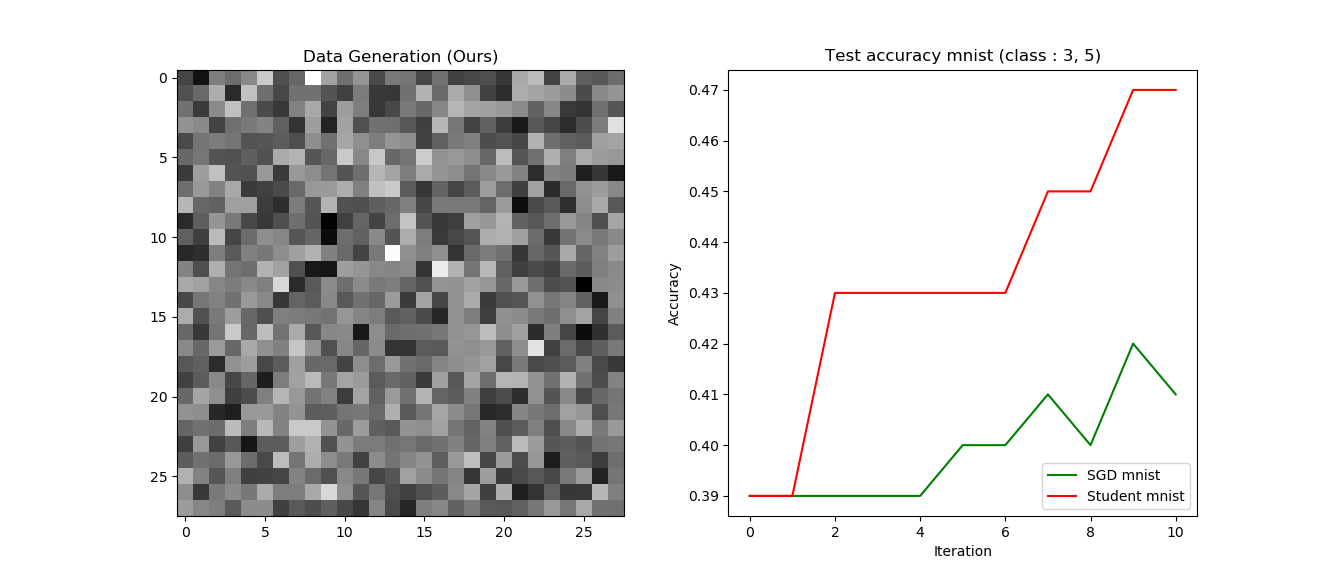 Data Generation (Ours)
0
5
10
15
20
25
0 5 10 15 20 25
Test accuracy mnist (class : 3, 5)
Accuracy
0.47
0.46
0.45
0.44
0.43
0.42
0.41
0.40
0.39
0 2 4 6 8 10
Iteration
SGD mnist
Student mnist